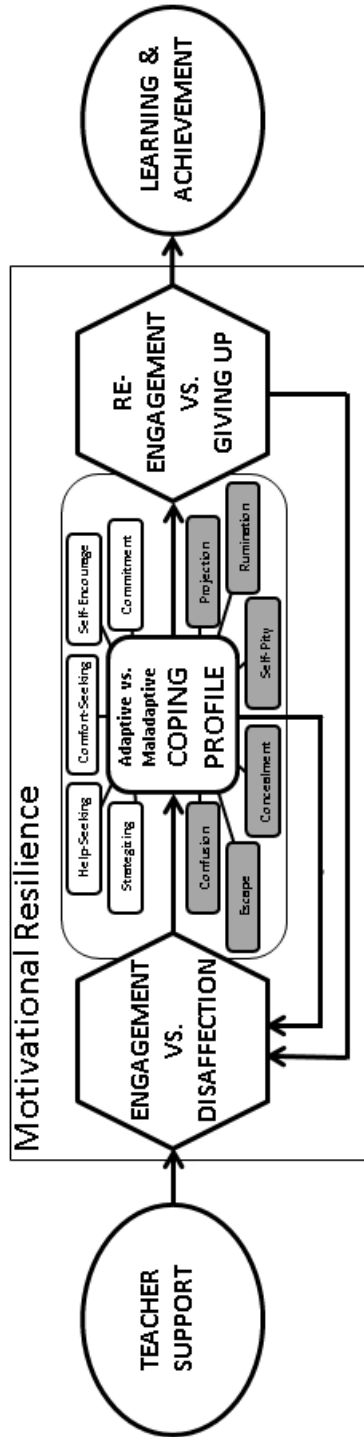 Motivational Resilience
TEACHER
SUPPORT
ENGAGEMENT
VS.
DISAFFECTION
Help-Seeking
Comfort-Seeking
Self-Encourage
Strategizing
Commitment
Adaptive vs.
Maladaptive
COPING
PROFILE
Confusion
Projection
Escape
Concealment
Self-Pity
Rumination
RE-
ENGAGEMENT
VS.
GIVING UP
LEARNING &
ACHIEVEMENT